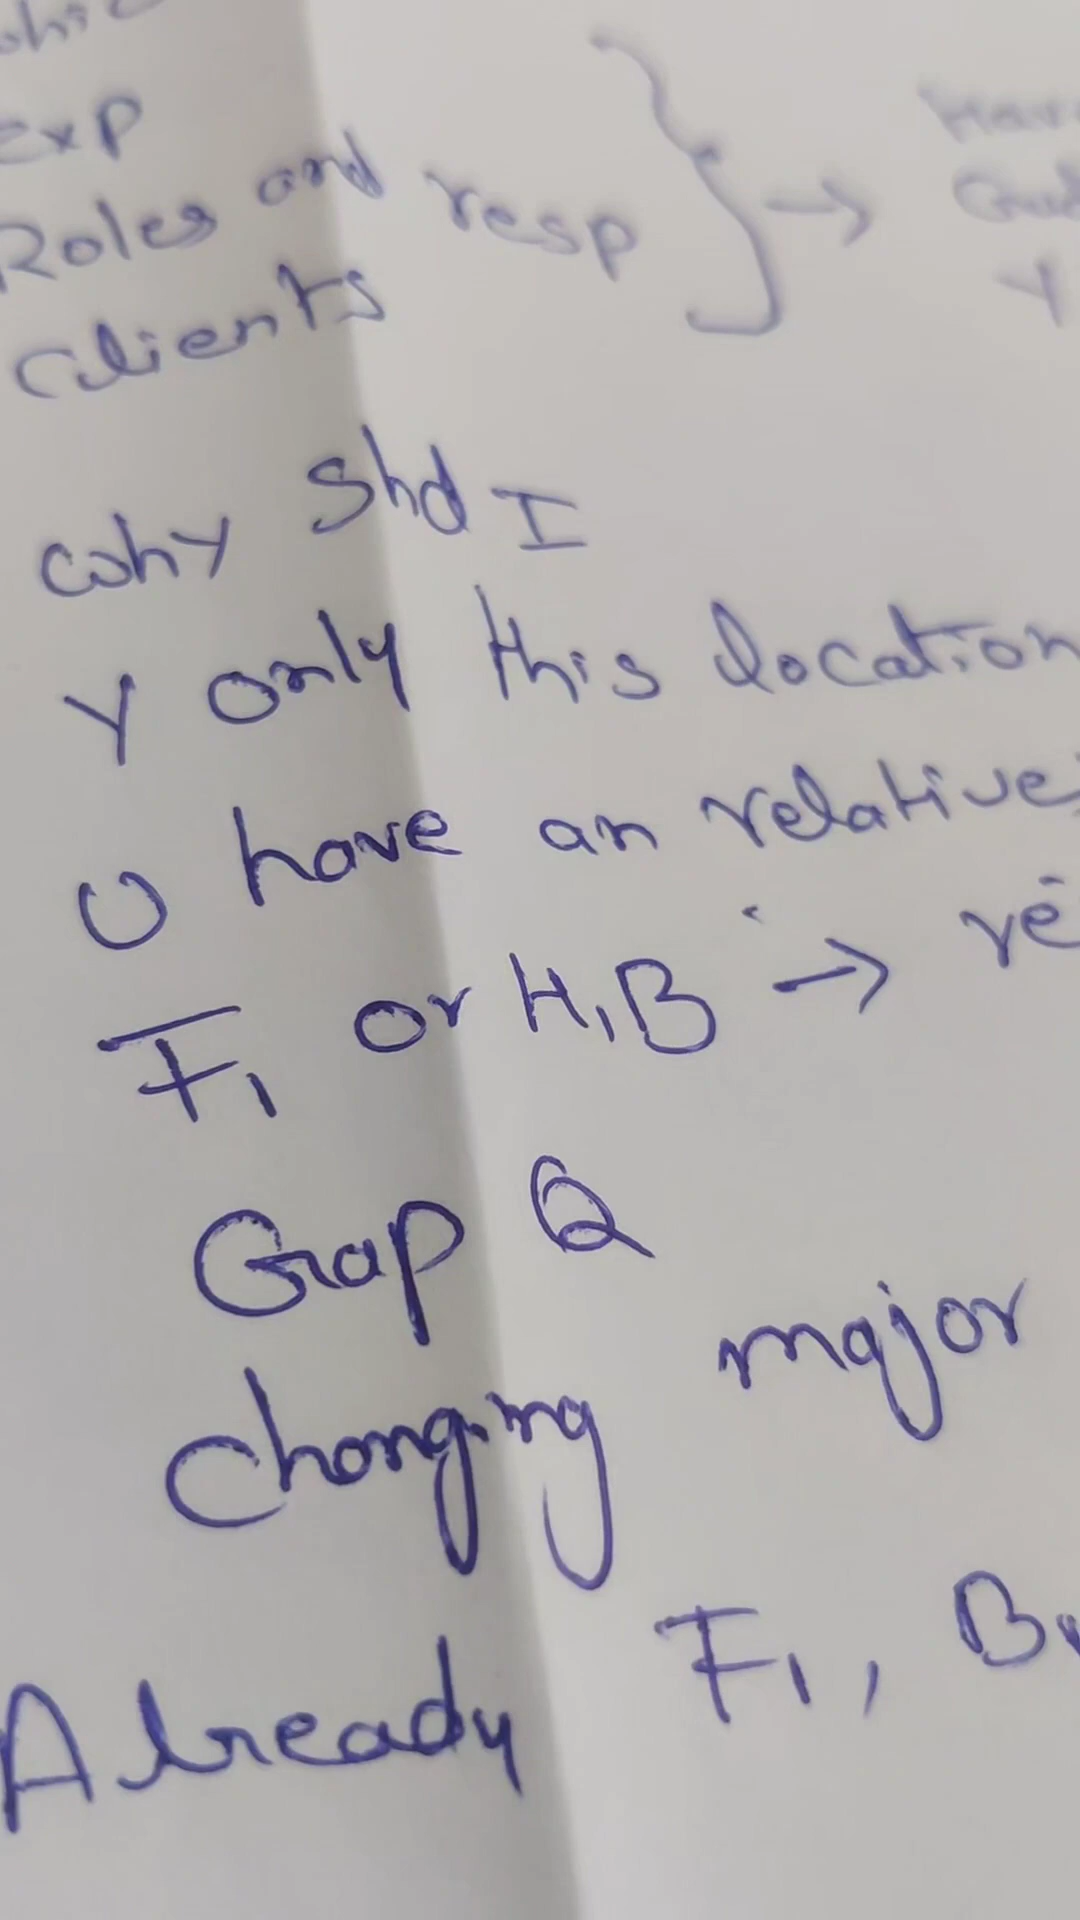 Exp
Roles and resp } →
clients
why shd I
Y only this location
U have an relative
F1 or H1B →
Gap Q
changing major
Already F1, B1